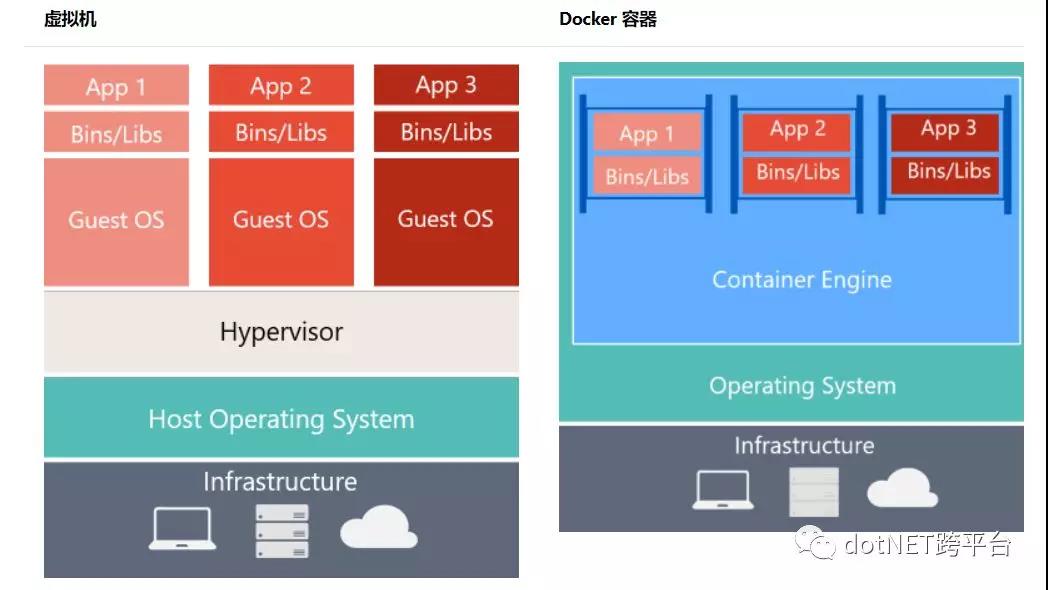 虚拟机
App 1
App 2
App 3
Bins/Libs
Bins/Libs
Bins/Libs
Guest OS
Guest OS
Guest OS
Hypervisor
Host Operating System
Infrastructure
Docker 容器
App 1
App 2
App 3
Bins/Libs
Bins/Libs
Bins/Libs
Container Engine
Operating System
Infrastructure
dotNET跨平台